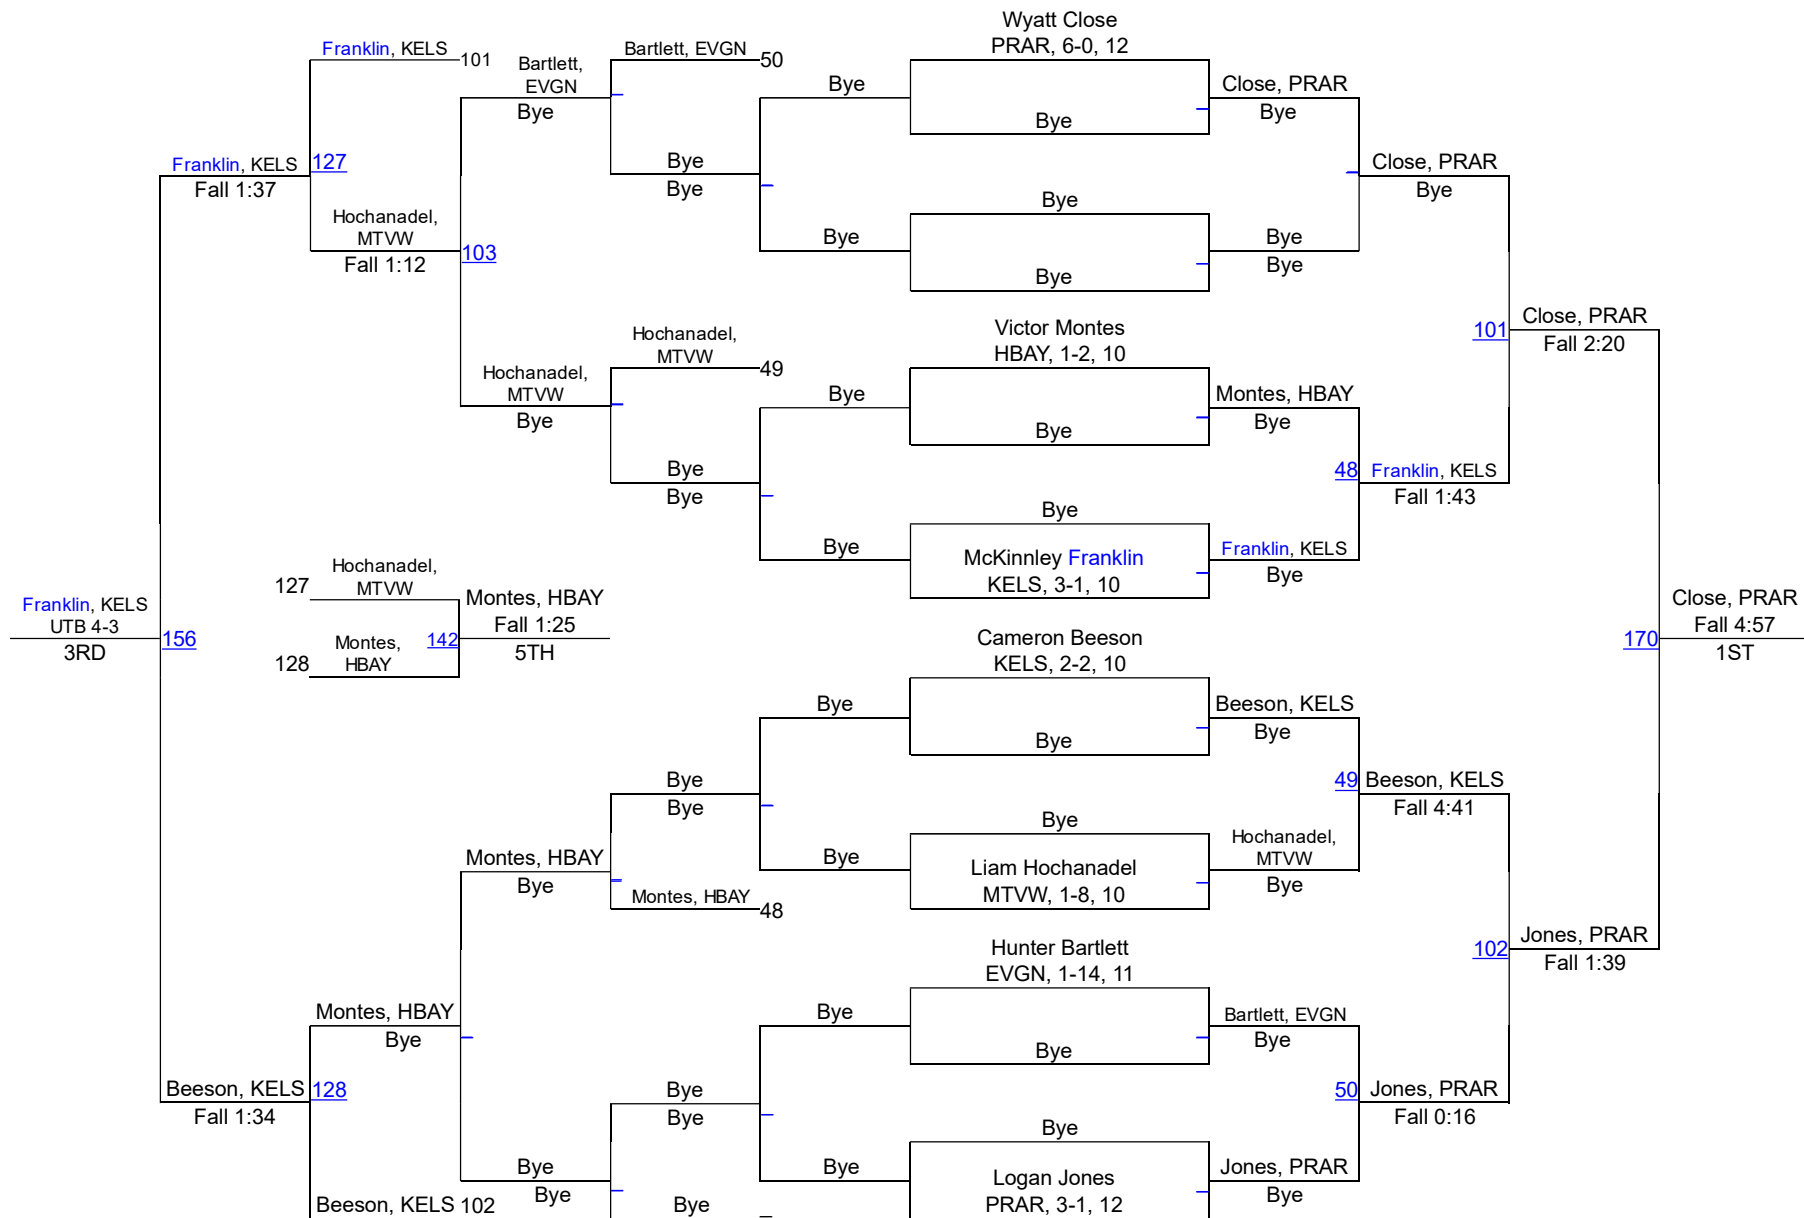 Wyatt Close
PRAR, 6-0, 12
Franklin, KELS
101
Bartlett,
EVGN
Bye
Bartlett, EVGN
50
Bye
Bye
Close, PRAR
Bye
Franklin, KELS
Fall 1:37
127
Bye
Bye
Close, PRAR
Bye
Hochanadel,
MTVW
Fall 1:12
103
Bye
Bye
Bye
Bye
Bye
Victor Montes
HBAY, 1-2, 10
101
Close, PRAR
Fall 2:20
Hochanadel,
MTVW
49
Hochanadel,
MTVW
Bye
Bye
Bye
Montes, HBAY
Bye
Bye
Bye
48
Franklin, KELS
Fall 1:43
Bye
Bye
McKinnley Franklin
KELS, 3-1, 10
Franklin, KELS
Bye
127
Hochanadel,
MTVW
Franklin, KELS
UTB 4-3
3RD
156
128
Montes,
HBAY
142
Montes, HBAY
Fall 1:25
5TH
170
Close, PRAR
Fall 4:57
1ST
Cameron Beeson
KELS, 2-2, 10
Bye
Bye
Beeson, KELS
Bye
Bye
Bye
49
Beeson, KELS
Fall 4:41
Montes, HBAY
Bye
Bye
Bye
Liam Hochanadel
MTVW, 1-8, 10
Hochanadel,
MTVW
Bye
Montes, HBAY
48
Hunter Bartlett
EVGN, 1-14, 11
102
Jones, PRAR
Fall 1:39
Montes, HBAY
Bye
Bye
Bye
Bartlett, EVGN
Bye
Beeson, KELS
Fall 1:34
128
Bye
Bye
50
Jones, PRAR
Fall 0:16
Bye
Bye
Bye
Bye
Logan Jones
PRAR, 3-1, 12
Jones, PRAR
Bye
Beeson, KELS
102
Bye